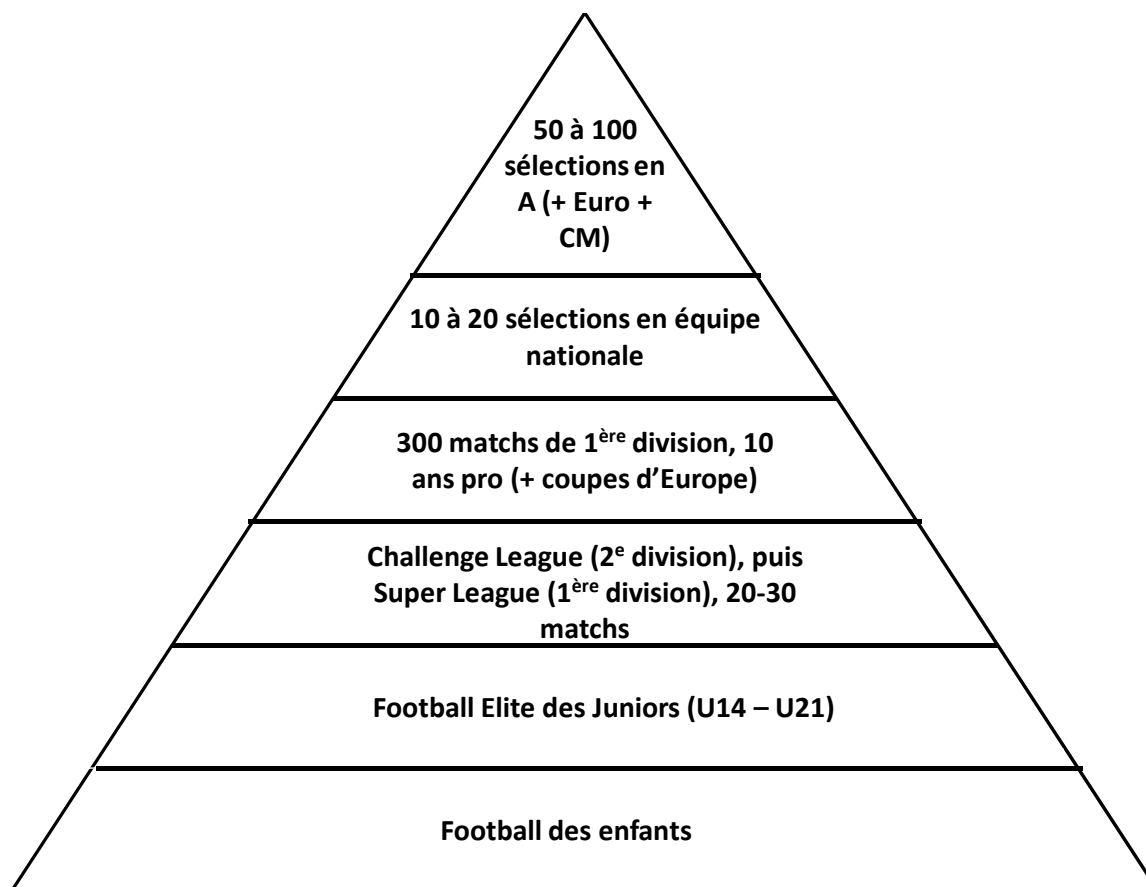 50 à 100
sélections en
A (+ Euro +
CM)
10 à 20 sélections en équipe
nationale
300 matchs de 1ère division, 10
ans pro (+ coupes d’Europe)
Challenge League (2e division), puis
Super League (1ère division), 20-30
matchs
Football Elite des Juniors (U14 – U21)
Football des enfants